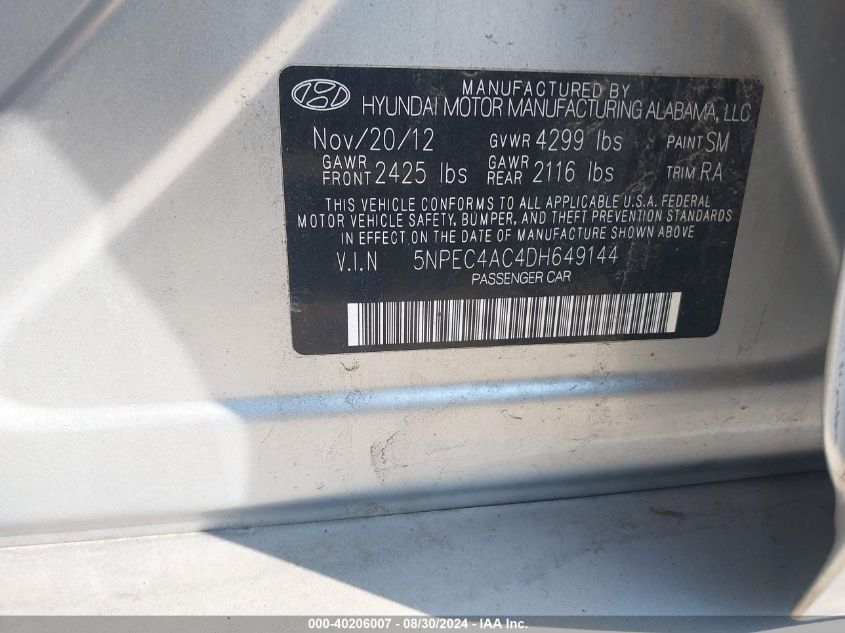 MANUFACTURED BY
HYUNDAI MOTOR MANUFACTURING ALABAMA, LLC
Nov/20/12 GVWR 4299 lbs PAINT SM
GAWR FRONT 2425 lbs GAWR REAR 2116 lbs TRIM RA
THIS VEHICLE CONFORMS TO ALL APPLICABLE U.S.A. FEDERAL
MOTOR VEHICLE SAFETY, BUMPER, AND THEFT PREVENTION STANDARDS
IN EFFECT ON THE DATE OF MANUFACTURE SHOWN ABOVE
V.I.N 5NPEC4AC4DH649144
PASSENGER CAR
000-40206007 - 08/30/2024 - IAA Inc.